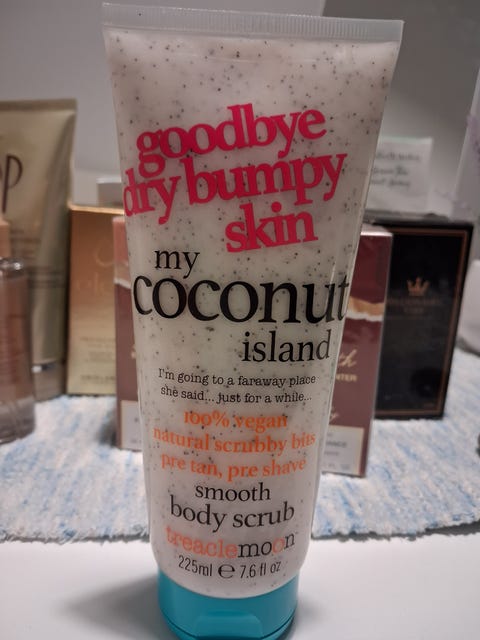 goodbye
dry bumpy
skin
my
coconut
island
I'm going to a faraway place
she said... just for a while...
100% vegan
natural scrubby bits
pre tan, pre shave
smooth
body scrub
treaclemoon
225ml ℮ 7.6 fl oz